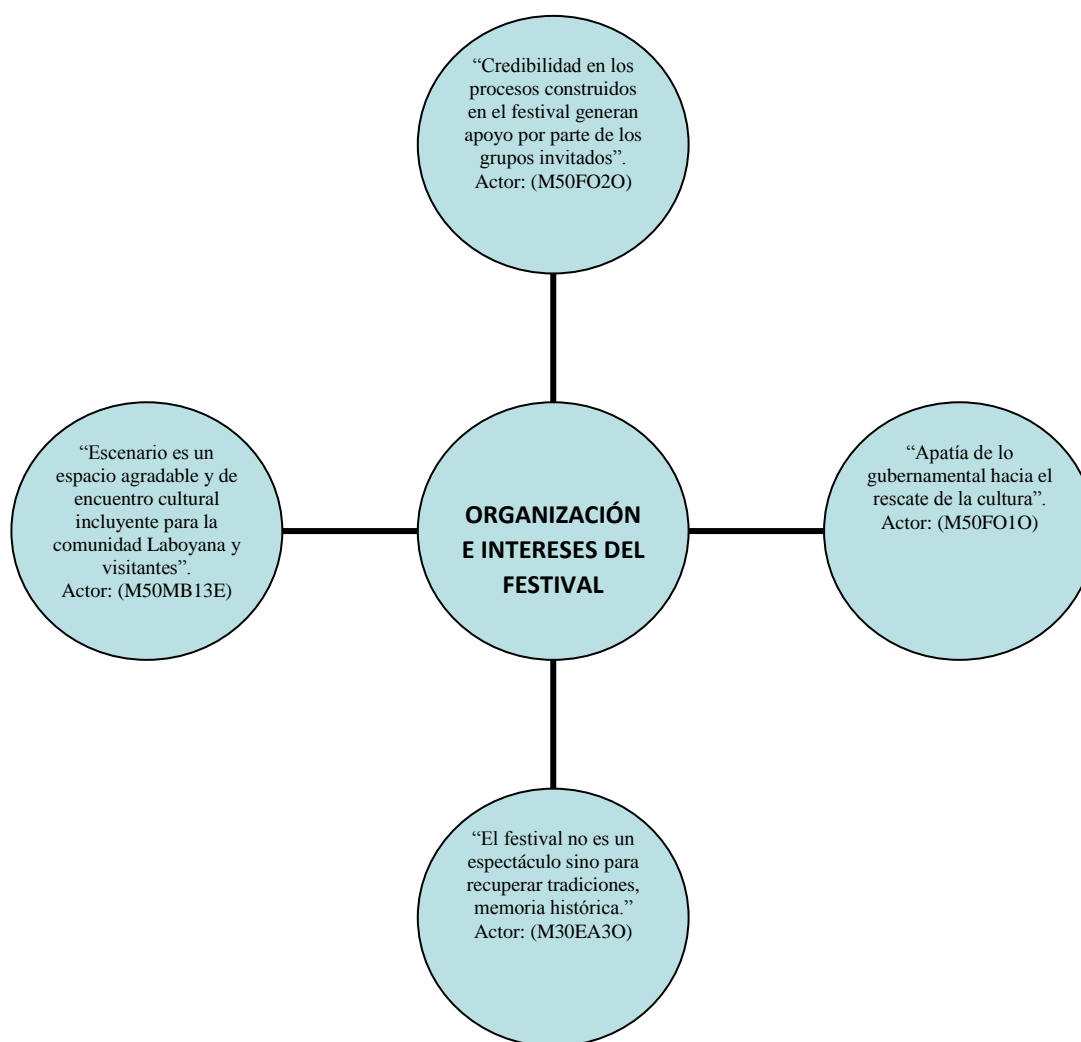 “Credibilidad en los
procesos construidos
en el festival generan
apoyo por parte de los
grupos invitados”.
Actor: (M50FO2O)
“Escenario es un
espacio agradable y de
encuentro cultural
incluyente para la
comunidad Laboyana y
visitantes”.
Actor: (M50MB13E)
ORGANIZACIÓN
E INTERESES DEL
FESTIVAL
“Apatía de lo
gubernamental hacia el
rescate de la cultura”.
Actor: (M50FO1O)
“El festival no es un
espectáculo sino para
recuperar tradiciones,
memoria histórica.”
Actor: (M30EA3O)